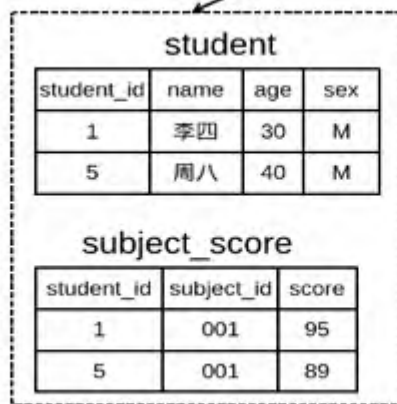 student
student_id name age sex
1 李四 30 M
5 周八 40 M
subject_score
student_id subject_id score
1 001 95
5 001 89